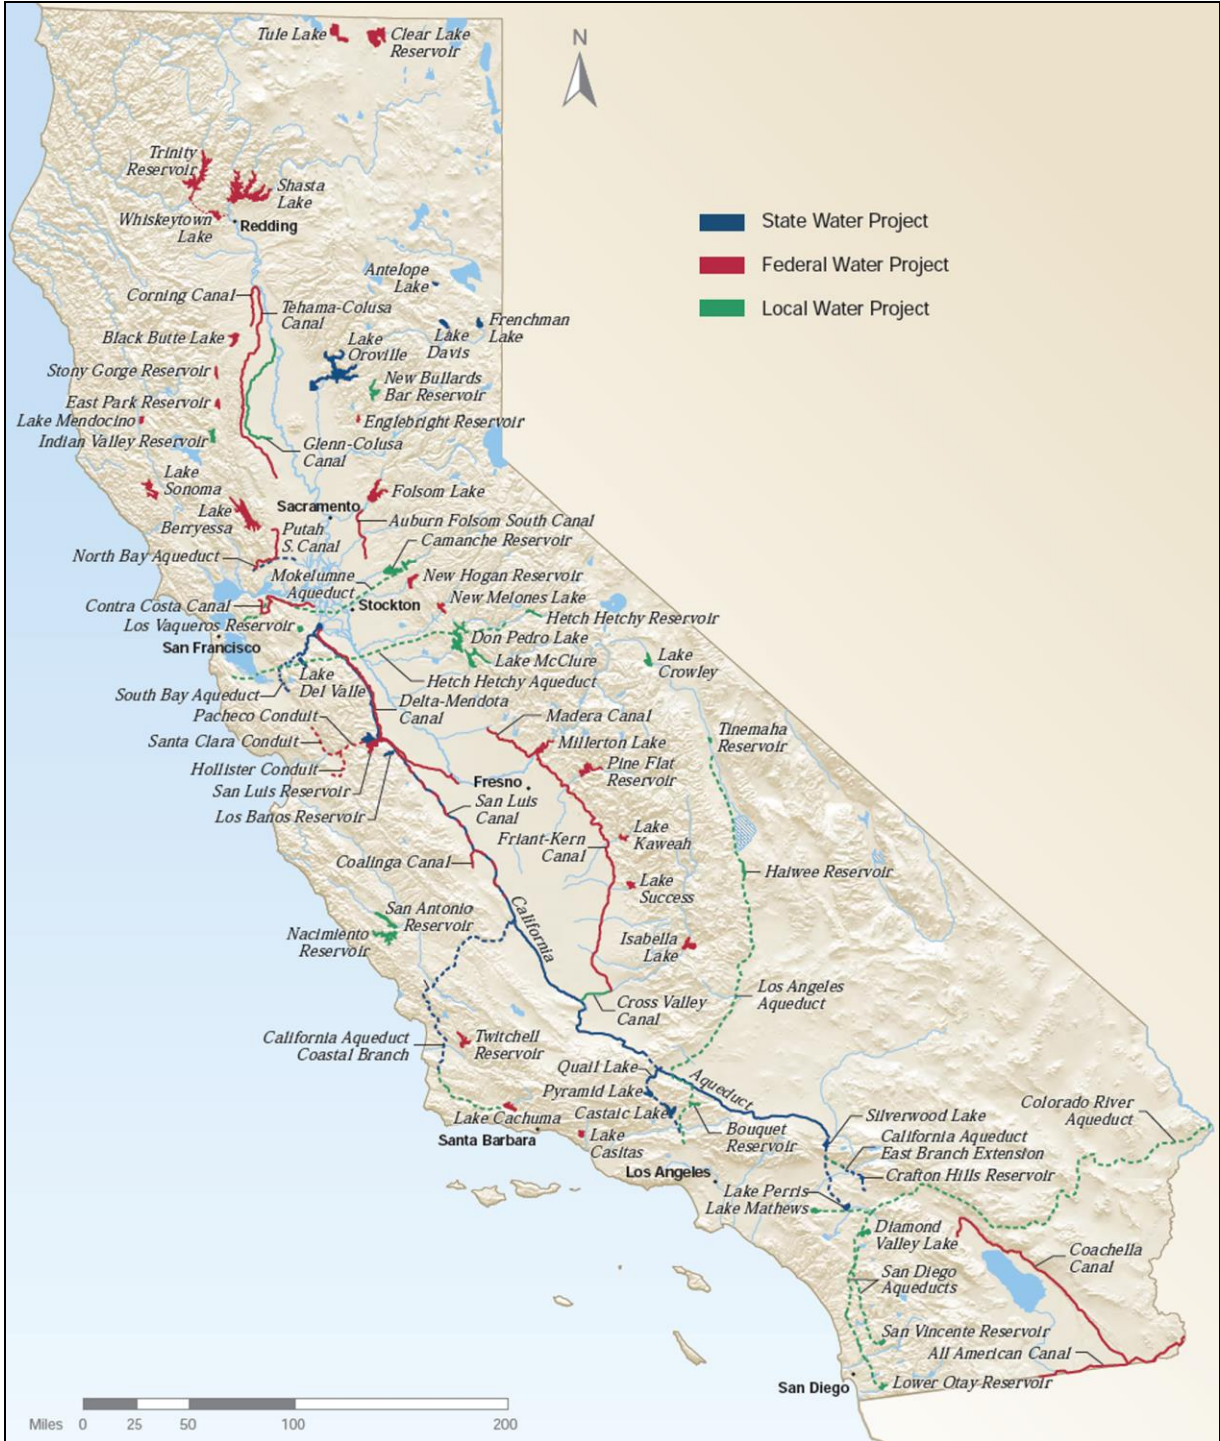 Tule Lake
Clear Lake
Reservoir
N
Trinity
Reservoir
Shasta
Lake
Whiskeytown
Lake
Redding
State Water Project
Federal Water Project
Local Water Project
Antelope
Lake
Corning Canal
Tehama-Colusa
Canal
Black Butte Lake
Lake
Oroville
Lake
Davis
Frenchman
Lake
Stony Gorge Reservoir
New Bullards
Bar Reservoir
East Park Reservoir
Lake Mendocino
Englebright Reservoir
Indian Valley Reservoir
Glenn-Colusa
Canal
Lake
Sonoma
Lake
Berryessa
Sacramento
Folsom Lake
Putah
S. Canal
Auburn Folsom South Canal
Camanche Reservoir
North Bay Aqueduct
Mokelumne
Aqueduct
New Hogan Reservoir
Contra Costa Canal
Stockton
New Melones Lake
Los Vaqueros Reservoir
Hetch Hetchy Reservoir
San Francisco
Don Pedro Lake
Lake McClure
Lake
Crowley
Lake
Del Valle
Hetch Hetchy Aqueduct
South Bay Aqueduct
Delta-Mendota
Canal
Pacheco Conduit
Madera Canal
Tinemaha
Reservoir
Santa Clara Conduit
Millerton Lake
Hollister Conduit
Pine Flat
Reservoir
San Luis Reservoir
Fresno
Los Banos Reservoir
San Luis
Canal
Friant-Kern
Canal
Lake
Kaweah
Coalinga Canal
Haiwee Reservoir
Lake
Success
San Antonio
Reservoir
California
Nacimiento
Reservoir
Isabella
Lake
Cross Valley
Canal
Los Angeles
Aqueduct
California Aqueduct
Coastal Branch
Twitchell
Reservoir
Quail Lake
Aqueduct
Pyramid Lake
Lake Cachuma
Castaic Lake
Santa Barbara
Lake
Casitas
Bouquet
Reservoir
Silverwood Lake
Colorado River
Aqueduct
California Aqueduct
East Branch Extension
Los Angeles
Crafton Hills Reservoir
Lake Perris
Lake Mathews
Diamond
Valley Lake
Coachella
Canal
San Diego
Aqueducts
San Vincente Reservoir
All American Canal
San Diego
Lower Otay Reservoir
Miles 0 25 50 100 200